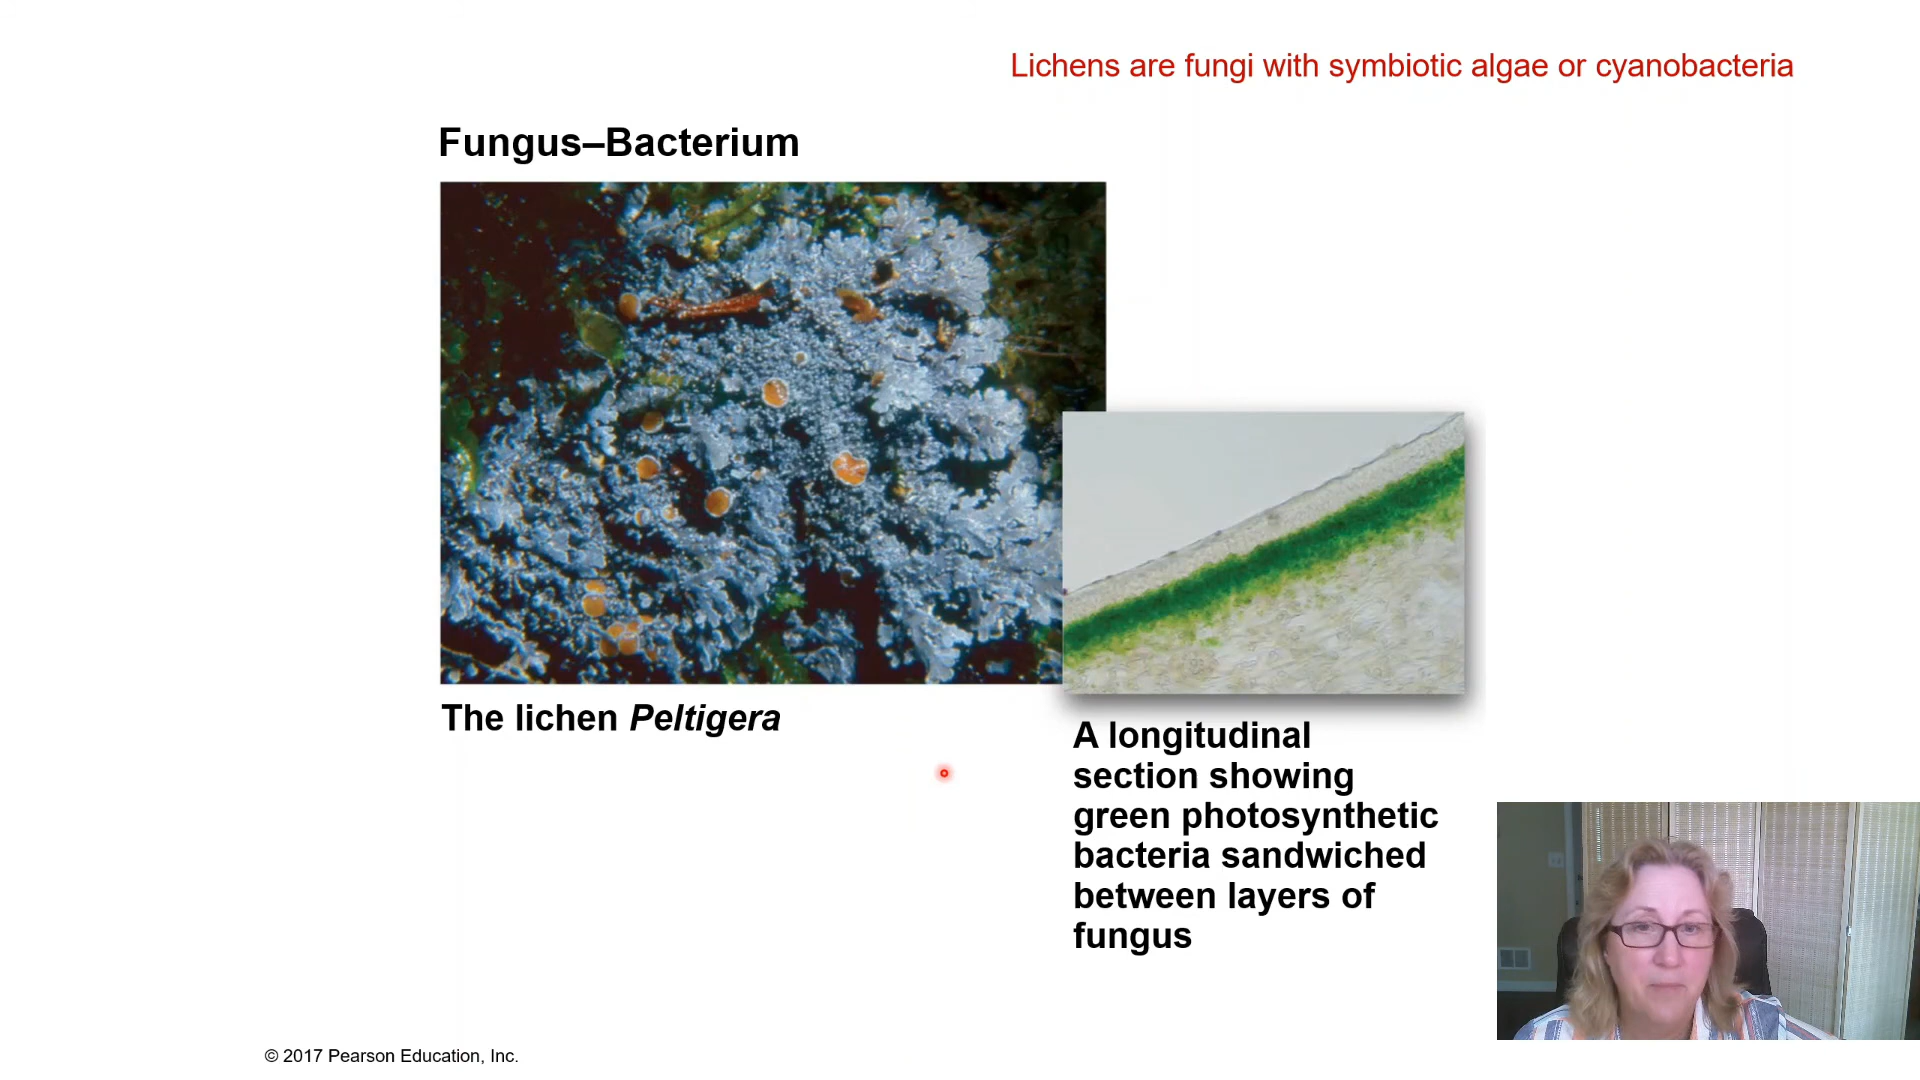 Lichens are fungi with symbiotic algae or cyanobacteria
Fungus–Bacterium
The lichen Peltigera
A longitudinal
section showing
green photosynthetic
bacteria sandwiched
between layers of
fungus
© 2017 Pearson Education, Inc.